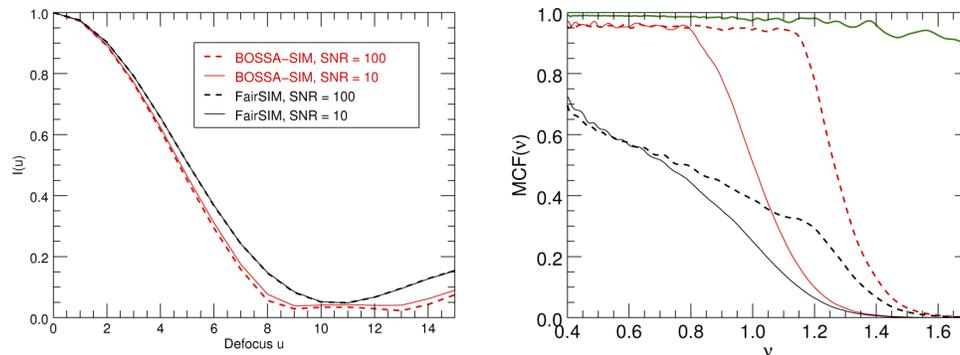 1.0
0.8
0.6
0.4
0.2
0.0
I(u)
BOSSA–SIM, SNR = 100
BOSSA–SIM, SNR = 10
FairSIM, SNR = 100
FairSIM, SNR = 10
0 2 4 6 8 10 12 14
Defocus u
1.0
0.8
0.6
0.4
0.2
0.0
MCF(ν)
0.4 0.6 0.8 1.0 1.2 1.4 1.6
ν